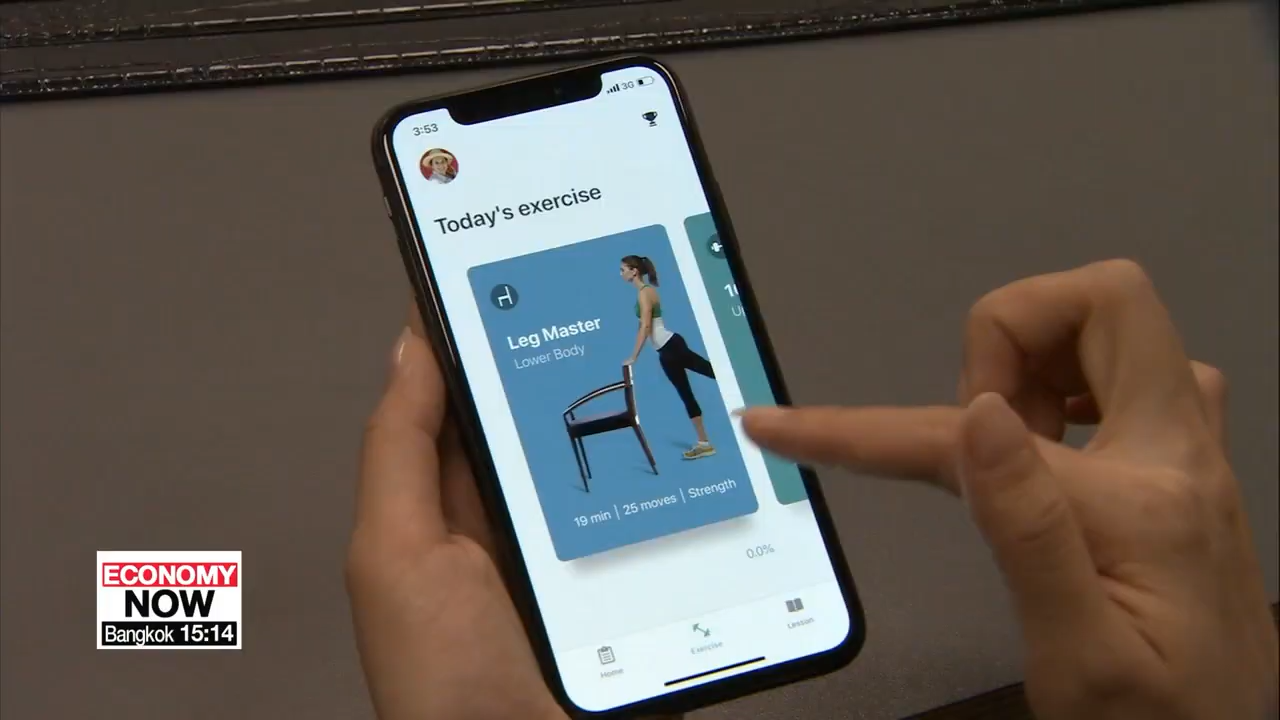 3:53
3G
Today's exercise
Leg Master
Lower Body
19 min | 25 moves | Strength
0.0%
Home
Exercise
Lesson
ECONOMY
NOW
Bangkok 15:14